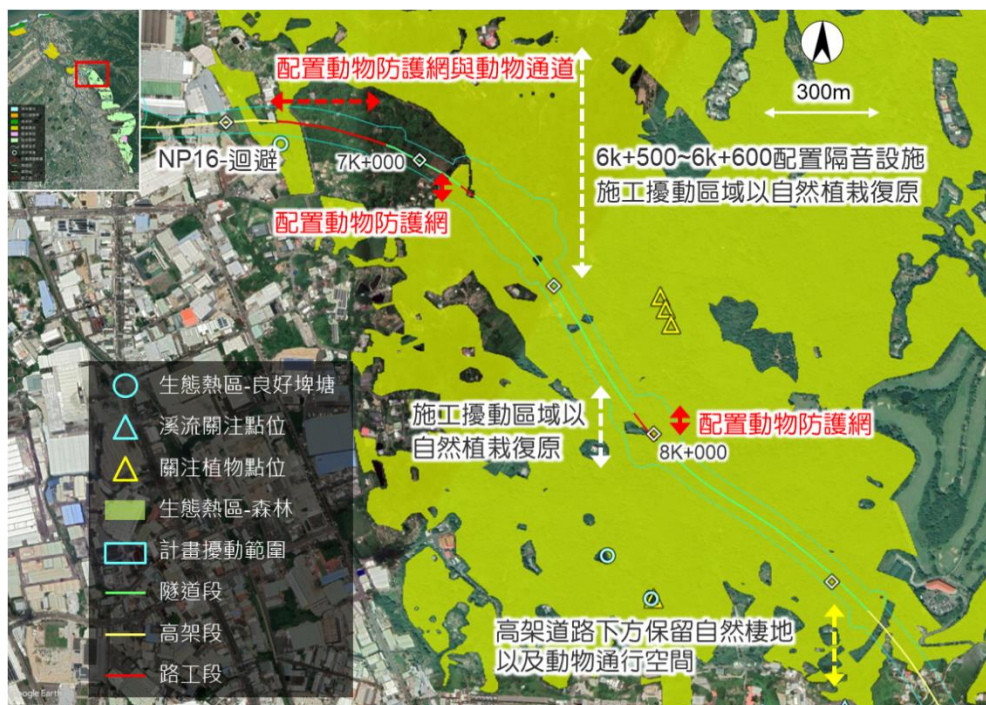 配置動物防護網與動物通道
300m
NP16-迴避
7K+000
6k+500~6k+600配置隔音設施
施工擾動區域以自然植栽復原
配置動物防護網
施工擾動區域以
自然植栽復原
配置動物防護網
8K+000
生態熱區-良好埤塘
溪流關注點位
關注植物點位
生態熱區-森林
計畫擾動範圍
隧道段
高架段
路工段
高架道路下方保留自然棲地
以及動物通行空間
Google Earth